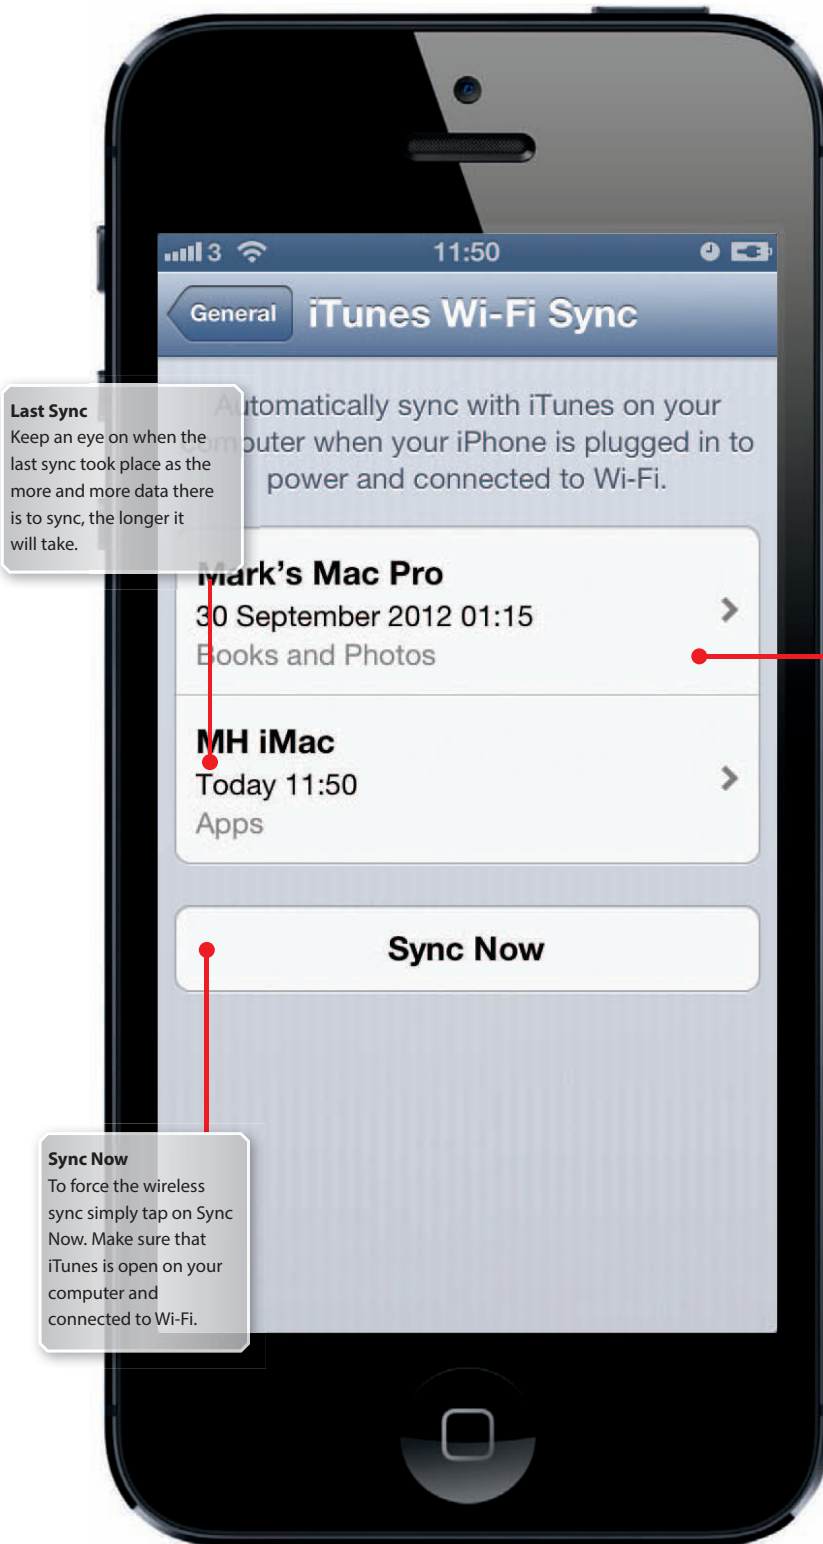 3 11:50
General iTunes Wi-Fi Sync
Automatically sync with iTunes on your
computer when your iPhone is plugged in to
power and connected to Wi-Fi.
Last Sync
Keep an eye on when the
last sync took place as the
more and more data there
is to sync, the longer it
will take.
Mark's Mac Pro
30 September 2012 01:15
Books and Photos
MH iMac
Today 11:50
Apps
Sync Now
Sync Now
To force the wireless
sync simply tap on Sync
Now. Make sure that
iTunes is open on your
computer and
connected to Wi-Fi.